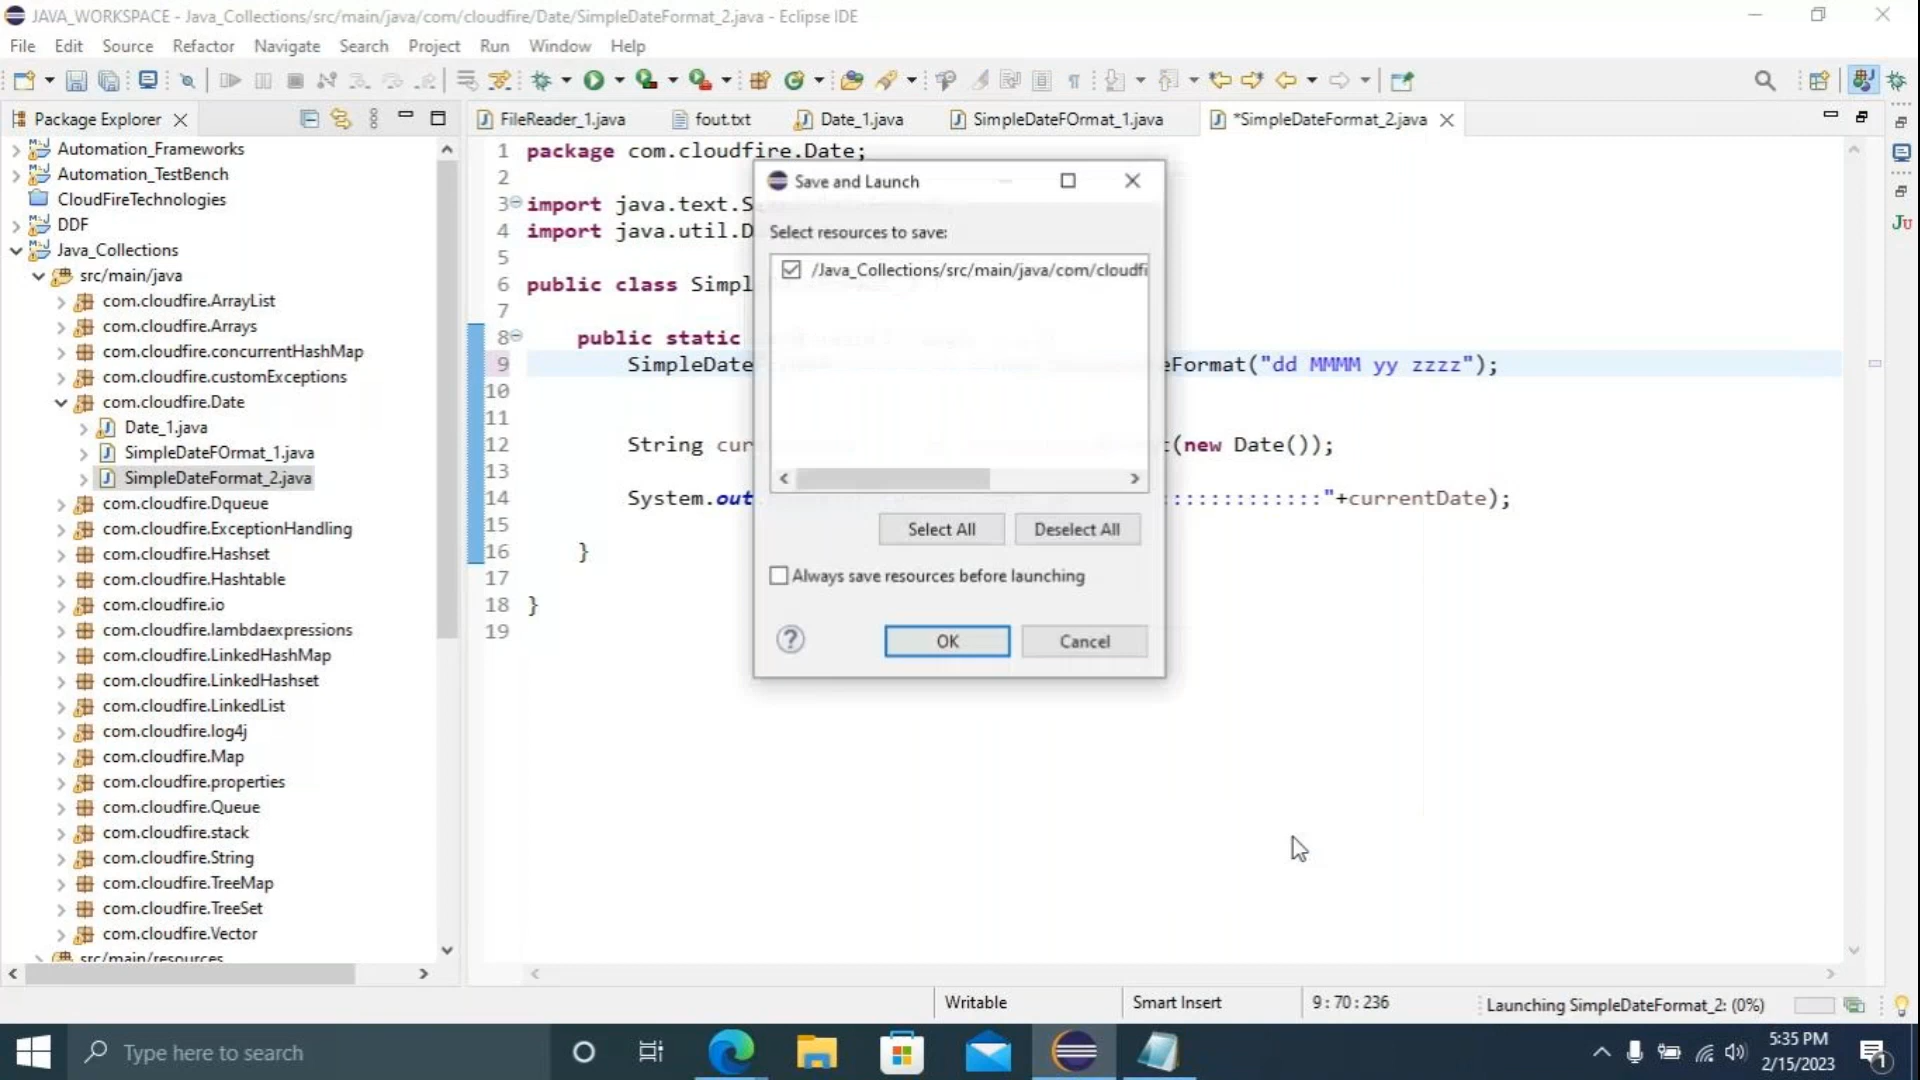 JAVA_WORKSPACE - Java_Collections/src/main/java/com/cloudfire/Date/SimpleDateFormat_2.java - Eclipse IDE
File Edit Source Refactor Navigate Search Project Run Window Help
Package Explorer
FileReader_1.java fout.txt Date_1.java SimpleDateFOrmat_1.java *SimpleDateFormat_2.java
Automation_Frameworks
Automation_TestBench
CloudFireTechnologies
DDF
Java_Collections
src/main/java
com.cloudfire.ArrayList
com.cloudfire.Arrays
com.cloudfire.concurrentHashMap
com.cloudfire.customExceptions
com.cloudfire.Date
Date_1.java
SimpleDateFOrmat_1.java
SimpleDateFormat_2.java
com.cloudfire.Dqueue
com.cloudfire.ExceptionHandling
com.cloudfire.Hashset
com.cloudfire.Hashtable
com.cloudfire.io
com.cloudfire.lambdaexpressions
com.cloudfire.LinkedHashMap
com.cloudfire.LinkedHashset
com.cloudfire.LinkedList
com.cloudfire.log4j
com.cloudfire.Map
com.cloudfire.properties
com.cloudfire.Queue
com.cloudfire.stack
com.cloudfire.String
com.cloudfire.TreeMap
com.cloudfire.TreeSet
com.cloudfire.Vector
src/main/resources
1 package com.cloudfire.Date;
2
3 import java.text.S
4 import java.util.D
5
6 public class Simpl
7
8 public static
9 SimpleDate eFormat("dd MMMM yy zzzz");
10
11
12 String cur t(new Date());
13
14 System.out ::::::::::::"+currentDate);
15
16 }
17
18 }
19
Save and Launch
Select resources to save:
/Java_Collections/src/main/java/com/cloudfi
Select All Deselect All
Always save resources before launching
OK Cancel
Ju
Writable Smart Insert 9 : 70 : 236 Launching SimpleDateFormat_2: (0%)
Type here to search
5:35 PM
2/15/2023
1